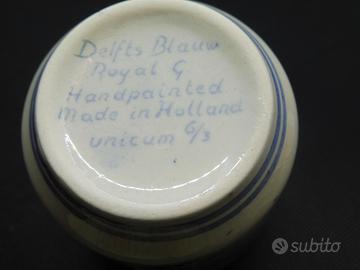 Delfts Blauw
Royal G
Handpainted
Made in Holland
unicum 6/3
subito